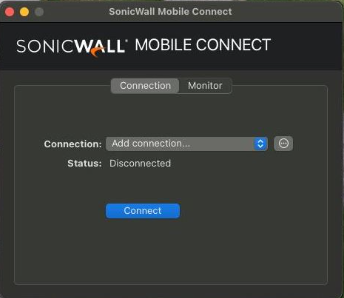 SonicWall Mobile Connect
SONICWALL® MOBILE CONNECT
Connection Monitor
Connection: Add connection...
Status: Disconnected
Connect